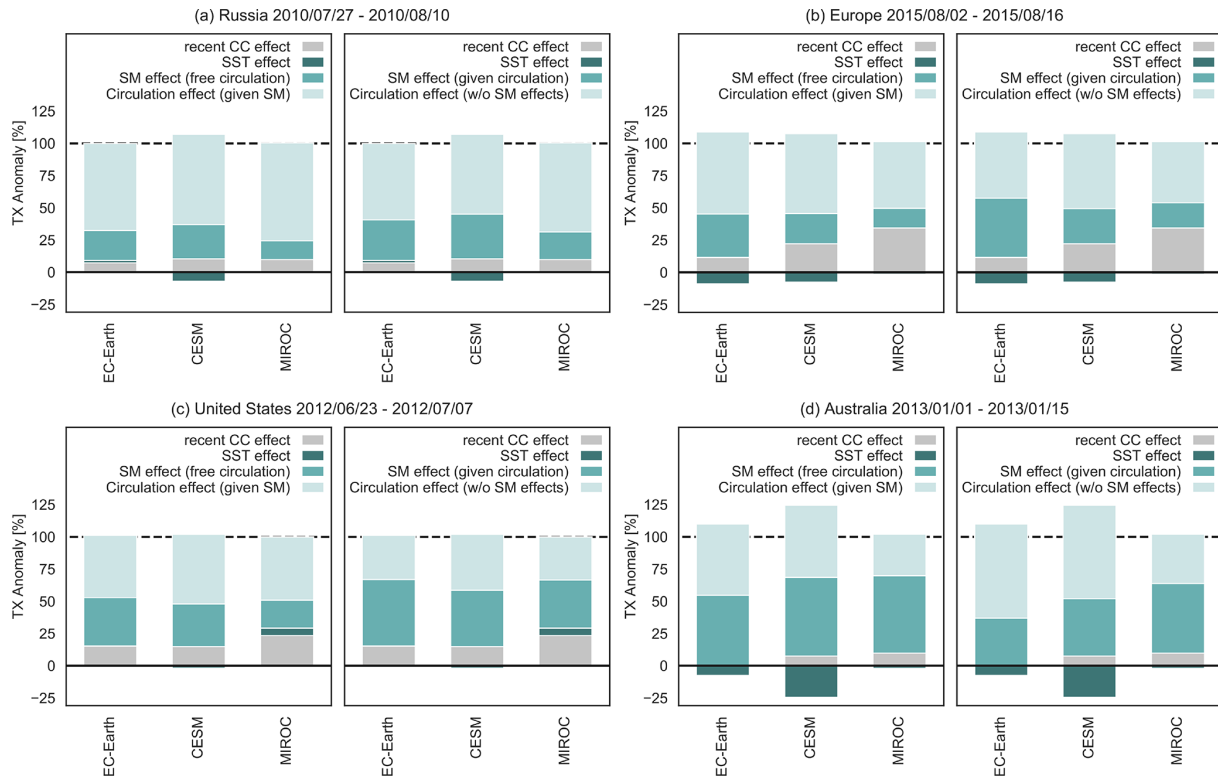 (a) Russia 2010/07/27 - 2010/08/10
recent CC effect
SST effect
SM effect (free circulation)
Circulation effect (given SM)
recent CC effect
SST effect
SM effect (given circulation)
Circulation effect (w/o SM effects)
TX Anomaly [%]
125
100
75
50
25
0
−25
EC-Earth
CESM
MIROC
EC-Earth
CESM
MIROC
(b) Europe 2015/08/02 - 2015/08/16
recent CC effect
SST effect
SM effect (free circulation)
Circulation effect (given SM)
recent CC effect
SST effect
SM effect (given circulation)
Circulation effect (w/o SM effects)
TX Anomaly [%]
125
100
75
50
25
0
−25
EC-Earth
CESM
MIROC
EC-Earth
CESM
MIROC
(c) United States 2012/06/23 - 2012/07/07
recent CC effect
SST effect
SM effect (free circulation)
Circulation effect (given SM)
recent CC effect
SST effect
SM effect (given circulation)
Circulation effect (w/o SM effects)
TX Anomaly [%]
125
100
75
50
25
0
−25
EC-Earth
CESM
MIROC
EC-Earth
CESM
MIROC
(d) Australia 2013/01/01 - 2013/01/15
recent CC effect
SST effect
SM effect (free circulation)
Circulation effect (given SM)
recent CC effect
SST effect
SM effect (given circulation)
Circulation effect (w/o SM effects)
TX Anomaly [%]
125
100
75
50
25
0
−25
EC-Earth
CESM
MIROC
EC-Earth
CESM
MIROC